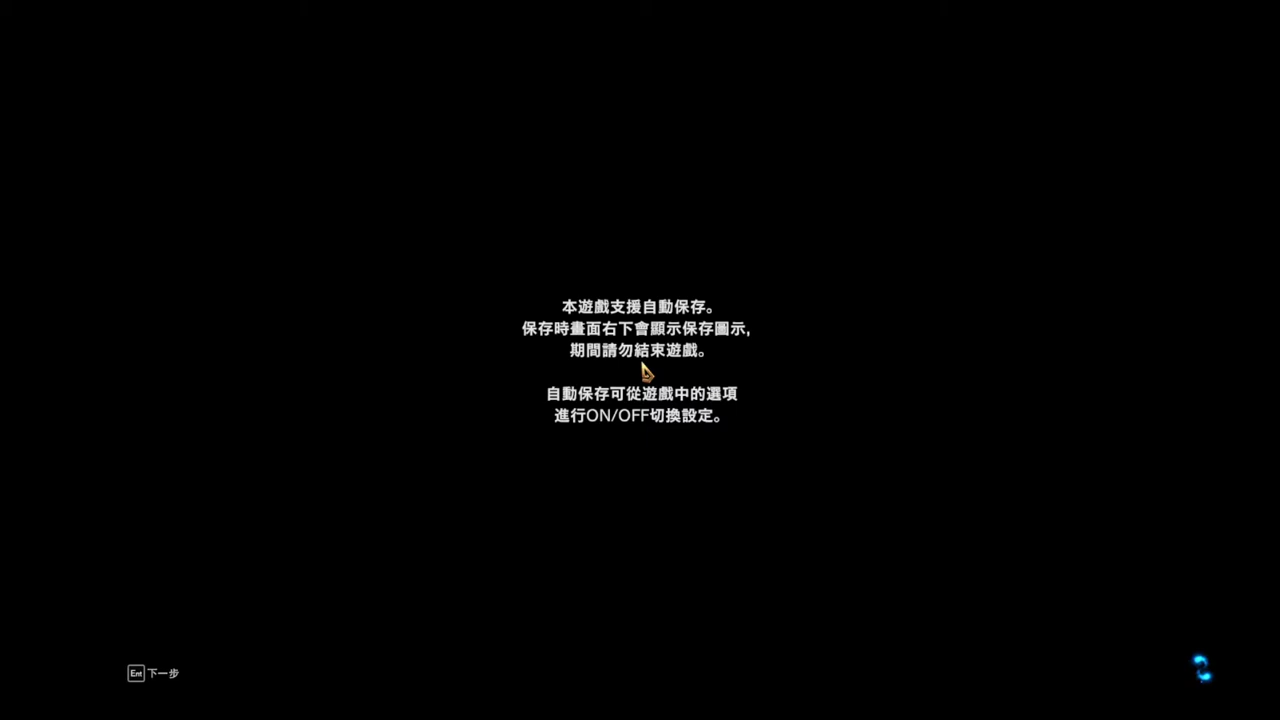 本遊戲支援自動保存。
保存時畫面右下會顯示保存圖示,
期間請勿結束遊戲。
自動保存可從遊戲中的選項
進行ON/OFF切換設定。
Ent 下一步